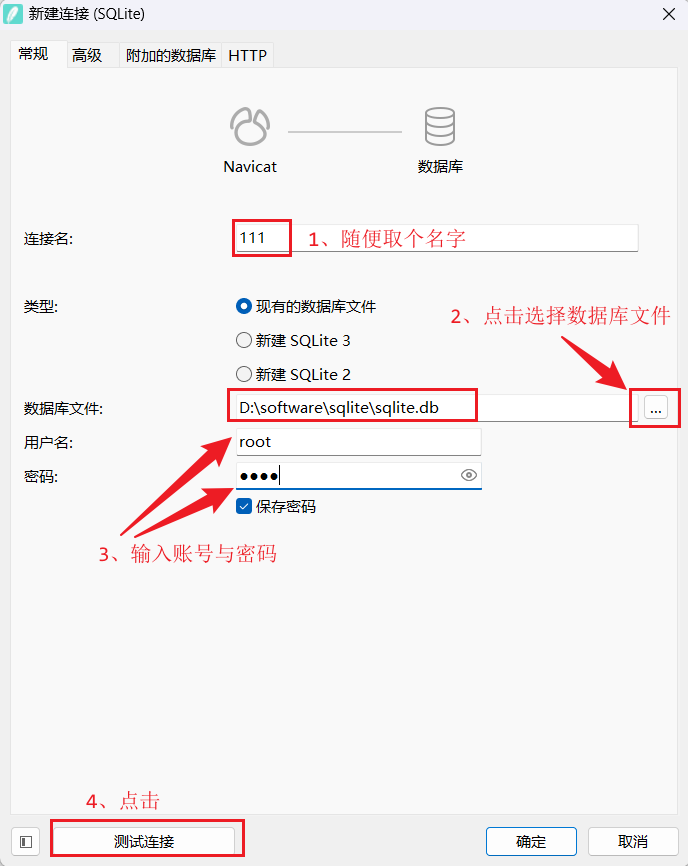 新建连接 (SQLite)
常规 高级 附加的数据库 HTTP
Navicat 数据库
连接名: 111 1、随便取个名字
类型: 现有的数据库文件
2、点击选择数据库文件
新建 SQLite 3
新建 SQLite 2
数据库文件: D:\software\sqlite\sqlite.db ...
用户名: root
密码: ●●●●
保存密码
3、输入账号与密码
4、点击
测试连接 确定 取消